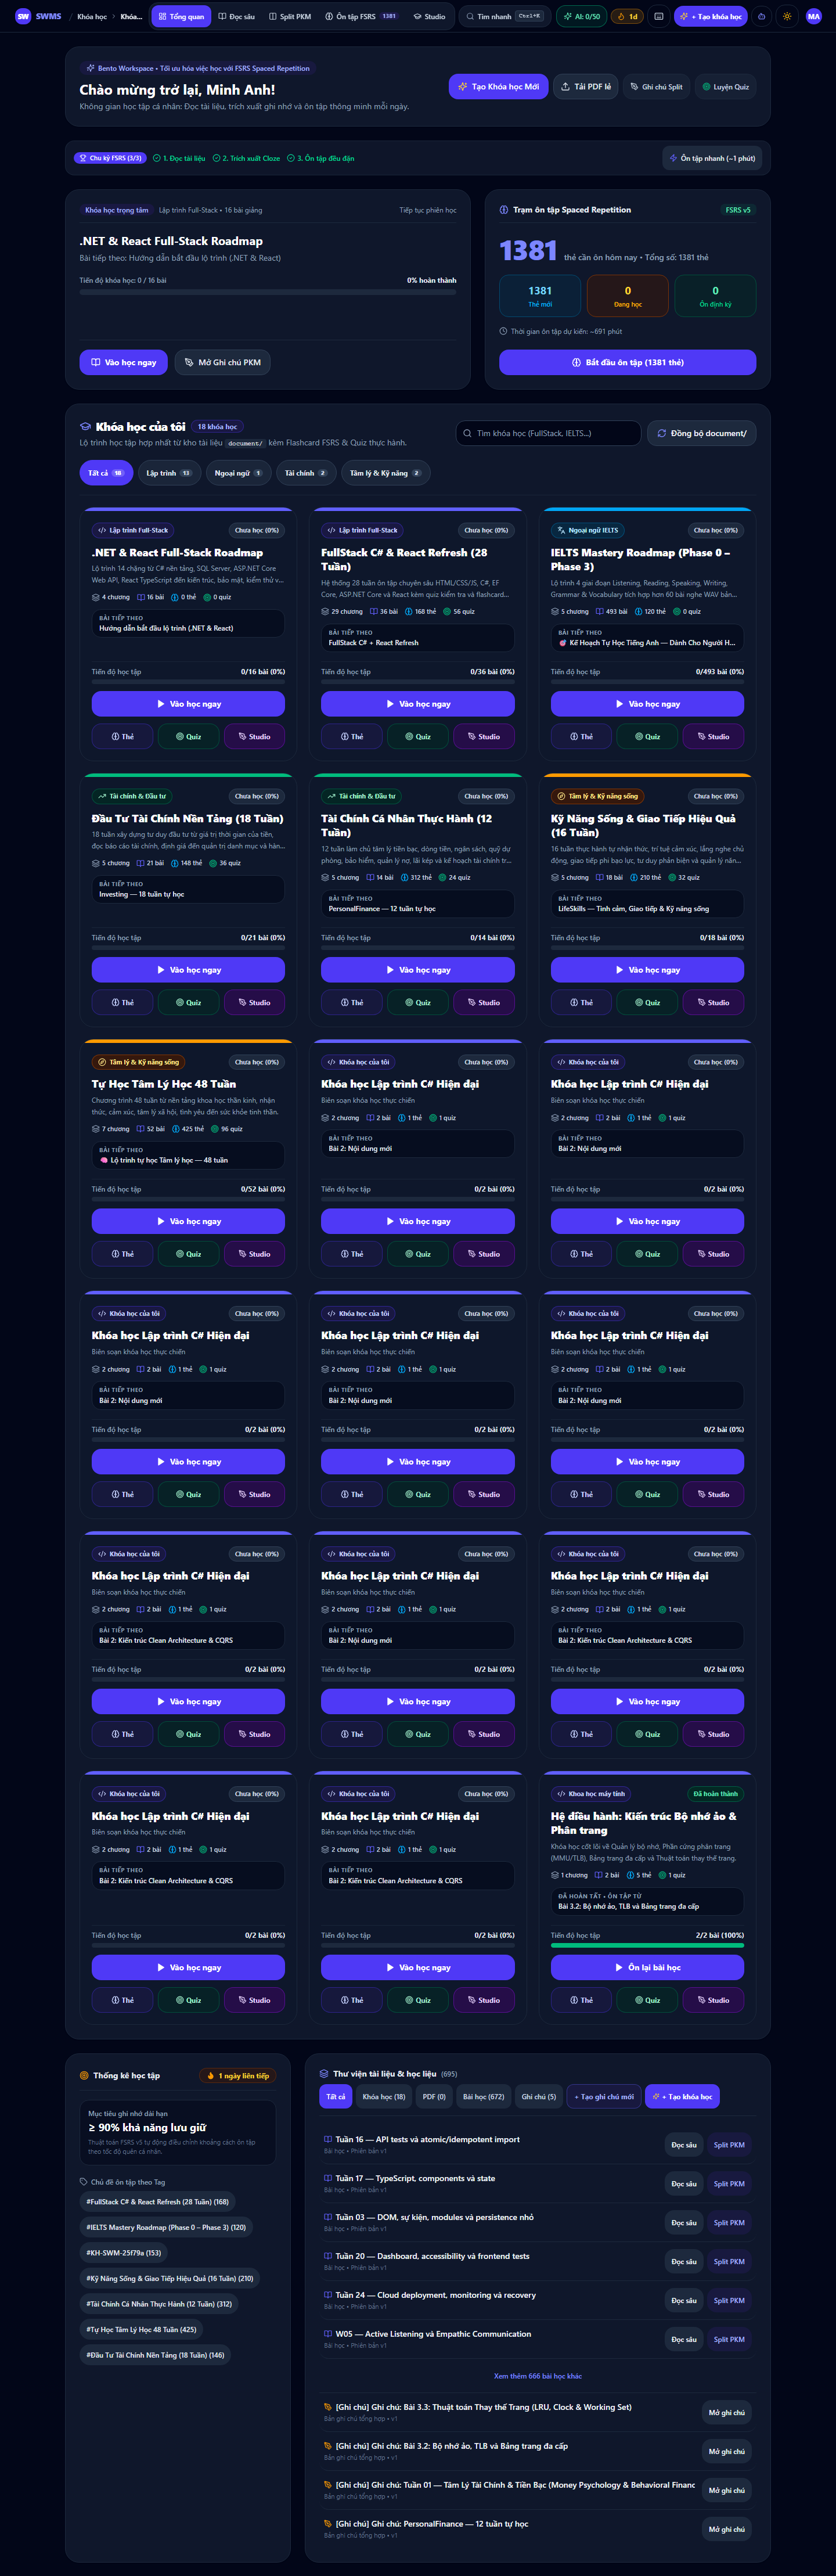 SW SWMS / Khóa học > Khóa... Tổng quan Đọc sâu Split PKM Ôn tập FSRS 1381 Studio Tìm nhanh Ctrl+K AI: 0/50 1d + Tạo khóa học MA
Bento Workspace • Tối ưu hóa việc học với FSRS Spaced Repetition
Chào mừng trở lại, Minh Anh!
Không gian học tập cá nhân: Đọc tài liệu, trích xuất ghi nhớ và ôn tập thông minh mỗi ngày.
Tạo Khóa học Mới Tải PDF lẻ Ghi chú Split Luyện Quiz
Chu kỳ FSRS (3/3) 1. Đọc tài liệu 2. Trích xuất Cloze 3. Ôn tập đều đặn Ôn tập nhanh (~1 phút)
Khóa học trọng tâm Lập trình Full-Stack • 16 bài giảng Tiếp tục phiên học
.NET & React Full-Stack Roadmap
Bài tiếp theo: Hướng dẫn bắt đầu lộ trình (.NET & React)
Tiến độ khóa học: 0 / 16 bài 0% hoàn thành
Vào học ngay Mở Ghi chú PKM
Trạm ôn tập Spaced Repetition FSRS v5
1381 thẻ cần ôn hôm nay • Tổng số: 1381 thẻ
1381 0 0
Thẻ mới Đang học Ôn định kỳ
Thời gian ôn tập dự kiến: ~691 phút
Bắt đầu ôn tập (1381 thẻ)
Khóa học của tôi 18 khóa học
Lộ trình học tập hợp nhất từ kho tài liệu document/ kèm Flashcard FSRS & Quiz thực hành.
Tìm khóa học (FullStack, IELTS...) Đồng bộ document/
Tất cả 18 Lập trình 13 Ngoại ngữ 1 Tài chính 2 Tâm lý & Kỹ năng 2
Lập trình Full-Stack Chưa học (0%)
.NET & React Full-Stack Roadmap
Lộ trình 14 chặng từ C# nền tảng, SQL Server, ASP.NET Core
Web API, React TypeScript đến kiến trúc, bảo mật, kiểm thử v...
4 chương 16 bài 0 thẻ 0 quiz
BÀI TIẾP THEO
Hướng dẫn bắt đầu lộ trình (.NET & React)
Tiến độ học tập 0/16 bài (0%)
Vào học ngay
Thẻ Quiz Studio
Lập trình Full-Stack Chưa học (0%)
FullStack C# & React Refresh (28
Tuần)
Hệ thống 28 tuần ôn tập chuyên sâu HTML/CSS/JS, C#, EF
Core, ASP.NET Core và React kèm quiz kiểm tra và flashcard...
29 chương 36 bài 168 thẻ 56 quiz
BÀI TIẾP THEO
FullStack C# + React Refresh
Tiến độ học tập 0/36 bài (0%)
Vào học ngay
Thẻ Quiz Studio
Ngoại ngữ IELTS Chưa học (0%)
IELTS Mastery Roadmap (Phase 0 –
Phase 3)
Lộ trình 4 giai đoạn Listening, Reading, Speaking, Writing,
Grammar & Vocabulary tích hợp hơn 60 bài nghe WAV bản...
5 chương 493 bài 120 thẻ 0 quiz
BÀI TIẾP THEO
Kế Hoạch Tự Học Tiếng Anh — Dành Cho Người H...
Tiến độ học tập 0/493 bài (0%)
Vào học ngay
Thẻ Quiz Studio
Tài chính & Đầu tư Chưa học (0%)
Đầu Tư Tài Chính Nền Tảng (18 Tuần)
18 tuần xây dựng tư duy đầu tư từ giá trị thời gian của tiền,
đọc báo cáo tài chính, định giá đến quản trị danh mục và hàn...
5 chương 21 bài 148 thẻ 36 quiz
BÀI TIẾP THEO
Investing — 18 tuần tự học
Tiến độ học tập 0/21 bài (0%)
Vào học ngay
Thẻ Quiz Studio
Tài chính & Đầu tư Chưa học (0%)
Tài Chính Cá Nhân Thực Hành (12
Tuần)
12 tuần làm chủ tâm lý tiền bạc, dòng tiền, ngân sách, quỹ dự
phòng, bảo hiểm, quản lý nợ, lãi kép và kế hoạch tài chính tr...
5 chương 14 bài 312 thẻ 24 quiz
BÀI TIẾP THEO
PersonalFinance — 12 tuần tự học
Tiến độ học tập 0/14 bài (0%)
Vào học ngay
Thẻ Quiz Studio
Tâm lý & Kỹ năng sống Chưa học (0%)
Kỹ Năng Sống & Giao Tiếp Hiệu Quả
(16 Tuần)
16 tuần thực hành tự nhận thức, trí tuệ cảm xúc, lắng nghe chủ
động, giao tiếp phi bạo lực, tư duy phản biện và quản lý năn...
5 chương 18 bài 210 thẻ 32 quiz
BÀI TIẾP THEO
LifeSkills — Tình cảm, Giao tiếp & Kỹ năng sống
Tiến độ học tập 0/18 bài (0%)
Vào học ngay
Thẻ Quiz Studio
Tâm lý & Kỹ năng sống Chưa học (0%)
Tự Học Tâm Lý Học 48 Tuần
Chương trình 48 tuần từ nền tảng khoa học thần kinh, nhận
thức, cảm xúc, tâm lý xã hội, tình yêu đến sức khỏe tinh thần.
7 chương 52 bài 425 thẻ 96 quiz
BÀI TIẾP THEO
Lộ trình tự học Tâm lý học — 48 tuần
Tiến độ học tập 0/52 bài (0%)
Vào học ngay
Thẻ Quiz Studio
Khóa học của tôi Chưa học (0%)
Khóa học Lập trình C# Hiện đại
Biên soạn khóa học thực chiến
2 chương 2 bài 1 thẻ 1 quiz
BÀI TIẾP THEO
Bài 2: Nội dung mới
Tiến độ học tập 0/2 bài (0%)
Vào học ngay
Thẻ Quiz Studio
Khóa học của tôi Chưa học (0%)
Khóa học Lập trình C# Hiện đại
Biên soạn khóa học thực chiến
2 chương 2 bài 1 thẻ 1 quiz
BÀI TIẾP THEO
Bài 2: Nội dung mới
Tiến độ học tập 0/2 bài (0%)
Vào học ngay
Thẻ Quiz Studio
Khóa học của tôi Chưa học (0%)
Khóa học Lập trình C# Hiện đại
Biên soạn khóa học thực chiến
2 chương 2 bài 1 thẻ 1 quiz
BÀI TIẾP THEO
Bài 2: Nội dung mới
Tiến độ học tập 0/2 bài (0%)
Vào học ngay
Thẻ Quiz Studio
Khóa học của tôi Chưa học (0%)
Khóa học Lập trình C# Hiện đại
Biên soạn khóa học thực chiến
2 chương 2 bài 1 thẻ 1 quiz
BÀI TIẾP THEO
Bài 2: Nội dung mới
Tiến độ học tập 0/2 bài (0%)
Vào học ngay
Thẻ Quiz Studio
Khóa học của tôi Chưa học (0%)
Khóa học Lập trình C# Hiện đại
Biên soạn khóa học thực chiến
2 chương 2 bài 1 thẻ 1 quiz
BÀI TIẾP THEO
Bài 2: Nội dung mới
Tiến độ học tập 0/2 bài (0%)
Vào học ngay
Thẻ Quiz Studio
Khóa học của tôi Chưa học (0%)
Khóa học Lập trình C# Hiện đại
Biên soạn khóa học thực chiến
2 chương 2 bài 1 thẻ 1 quiz
BÀI TIẾP THEO
Bài 2: Kiến trúc Clean Architecture & CQRS
Tiến độ học tập 0/2 bài (0%)
Vào học ngay
Thẻ Quiz Studio
Khóa học của tôi Chưa học (0%)
Khóa học Lập trình C# Hiện đại
Biên soạn khóa học thực chiến
2 chương 2 bài 1 thẻ 1 quiz
BÀI TIẾP THEO
Bài 2: Nội dung mới
Tiến độ học tập 0/2 bài (0%)
Vào học ngay
Thẻ Quiz Studio
Khóa học của tôi Chưa học (0%)
Khóa học Lập trình C# Hiện đại
Biên soạn khóa học thực chiến
2 chương 2 bài 1 thẻ 1 quiz
BÀI TIẾP THEO
Bài 2: Kiến trúc Clean Architecture & CQRS
Tiến độ học tập 0/2 bài (0%)
Vào học ngay
Thẻ Quiz Studio
Khóa học của tôi Chưa học (0%)
Khóa học Lập trình C# Hiện đại
Biên soạn khóa học thực chiến
2 chương 2 bài 1 thẻ 1 quiz
BÀI TIẾP THEO
Bài 2: Kiến trúc Clean Architecture & CQRS
Tiến độ học tập 0/2 bài (0%)
Vào học ngay
Thẻ Quiz Studio
Khóa học của tôi Chưa học (0%)
Khóa học Lập trình C# Hiện đại
Biên soạn khóa học thực chiến
2 chương 2 bài 1 thẻ 1 quiz
BÀI TIẾP THEO
Bài 2: Kiến trúc Clean Architecture & CQRS
Tiến độ học tập 0/2 bài (0%)
Vào học ngay
Thẻ Quiz Studio
Khoa học máy tính Đã hoàn thành
Hệ điều hành: Kiến trúc Bộ nhớ ảo &
Phân trang
Khóa học cốt lõi về Quản lý bộ nhớ, Phần cứng phân trang
(MMU/TLB), Bảng trang đa cấp và Thuật toán thay thế trang.
1 chương 2 bài 5 thẻ 1 quiz
ĐÃ HOÀN TẤT • ÔN TẬP TỪ
Bài 3.2: Bộ nhớ ảo, TLB và Bảng trang đa cấp
Tiến độ học tập 2/2 bài (100%)
Ôn lại bài học
Thẻ Quiz Studio
Thống kê học tập 1 ngày liên tiếp
Mục tiêu ghi nhớ dài hạn
≥ 90% khả năng lưu giữ
Thuật toán FSRS v5 tự động điều chỉnh khoảng cách ôn tập
theo tốc độ quên cá nhân.
Chủ đề ôn tập theo Tag
#FullStack C# & React Refresh (28 Tuần) (168)
#IELTS Mastery Roadmap (Phase 0 – Phase 3) (120)
#KH-SWM-25f79a (153)
#Kỹ Năng Sống & Giao Tiếp Hiệu Quả (16 Tuần) (210)
#Tài Chính Cá Nhân Thực Hành (12 Tuần) (312)
#Tự Học Tâm Lý Học 48 Tuần (425)
#Đầu Tư Tài Chính Nền Tảng (18 Tuần) (146)
Thư viện tài liệu & học liệu (695)
Tất cả Khóa học (18) PDF (0) Bài học (672) Ghi chú (5) + Tạo ghi chú mới + Tạo khóa học
Tuần 16 — API tests và atomic/idempotent import
Bài học • Phiên bản v1
Đọc sâu Split PKM
Tuần 17 — TypeScript, components và state
Bài học • Phiên bản v1
Đọc sâu Split PKM
Tuần 03 — DOM, sự kiện, modules và persistence nhỏ
Bài học • Phiên bản v1
Đọc sâu Split PKM
Tuần 20 — Dashboard, accessibility và frontend tests
Bài học • Phiên bản v1
Đọc sâu Split PKM
Tuần 24 — Cloud deployment, monitoring và recovery
Bài học • Phiên bản v1
Đọc sâu Split PKM
W05 — Active Listening và Empathic Communication
Bài học • Phiên bản v1
Đọc sâu Split PKM
Xem thêm 666 bài học khác
[Ghi chú] Ghi chú: Bài 3.3: Thuật toán Thay thế Trang (LRU, Clock & Working Set)
Bản ghi chú tổng hợp • v1
Mở ghi chú
[Ghi chú] Ghi chú: Bài 3.2: Bộ nhớ ảo, TLB và Bảng trang đa cấp
Bản ghi chú tổng hợp • v1
Mở ghi chú
[Ghi chú] Ghi chú: Tuần 01 — Tâm Lý Tài Chính & Tiền Bạc (Money Psychology & Behavioral Financ
Bản ghi chú tổng hợp • v1
Mở ghi chú
[Ghi chú] Ghi chú: PersonalFinance — 12 tuần tự học
Bản ghi chú tổng hợp • v1
Mở ghi chú